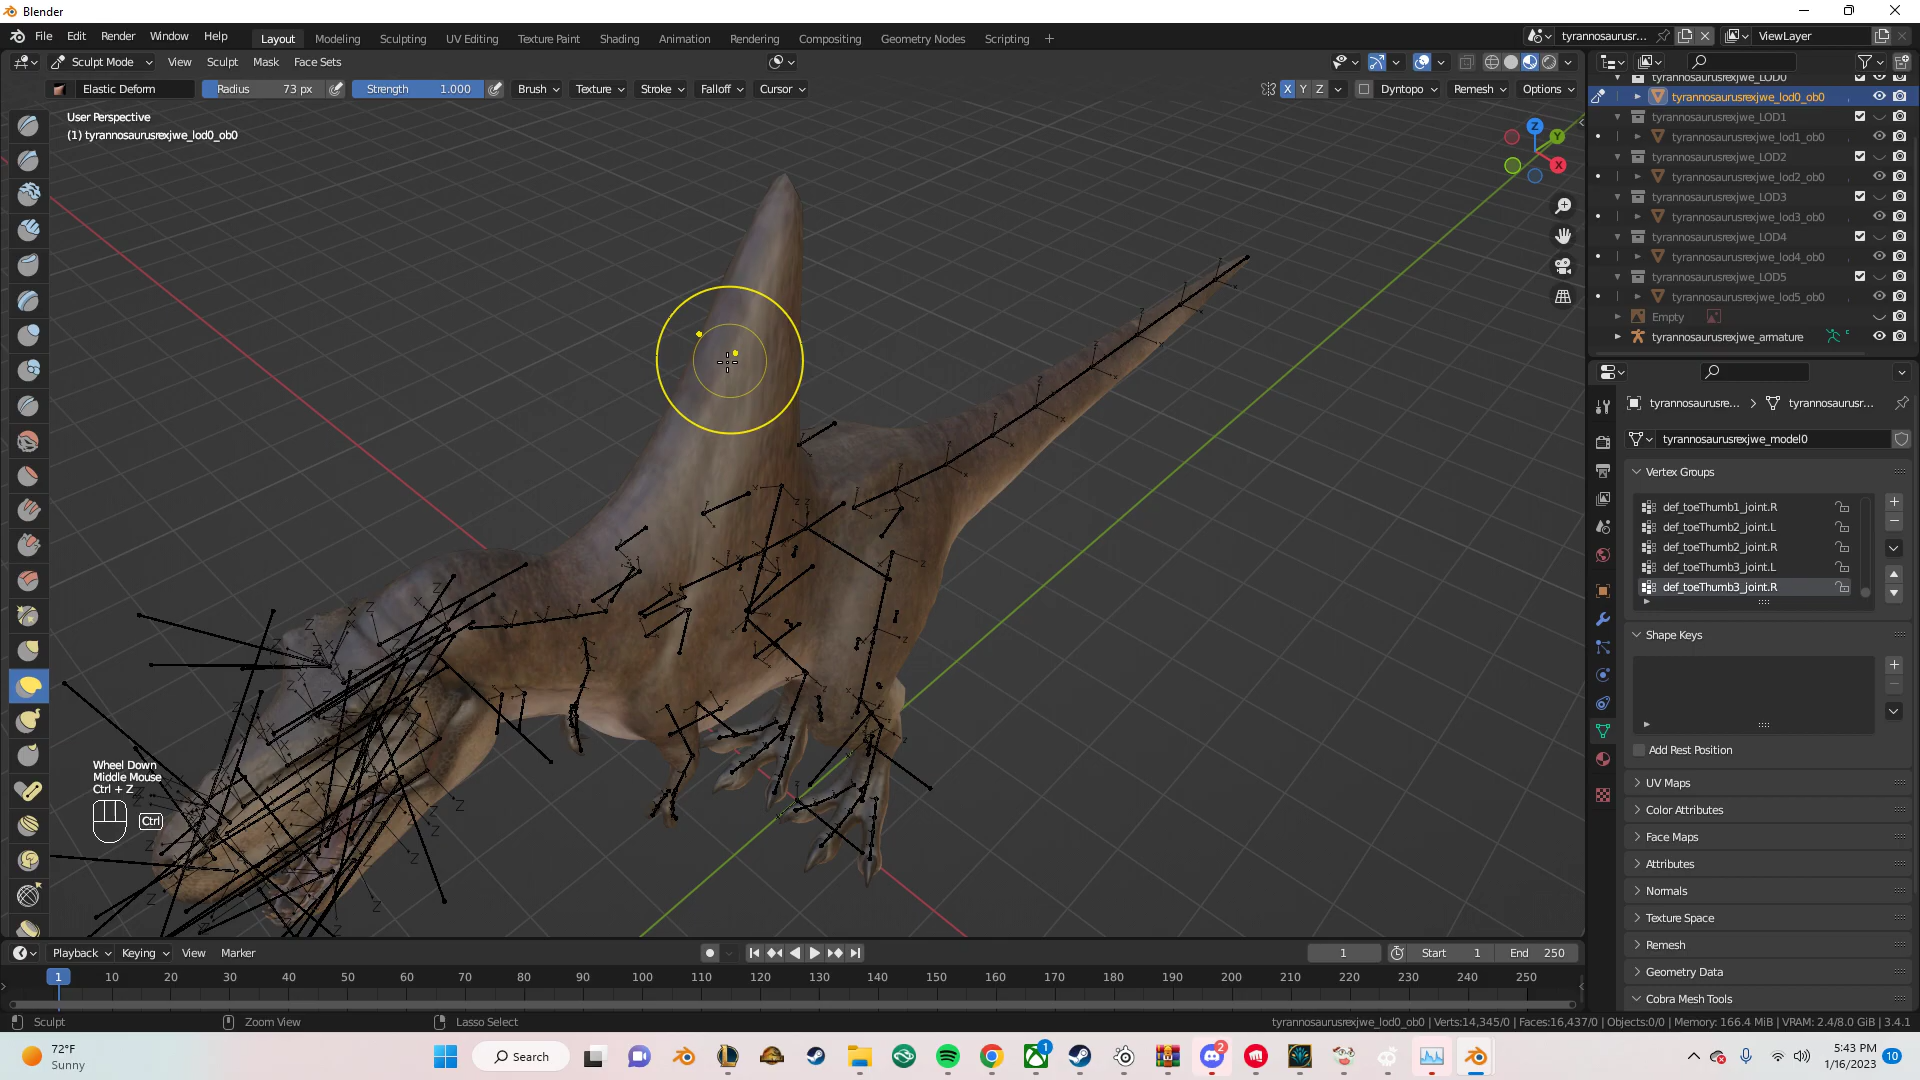 Blender
File Edit Render Window Help Layout Modeling Sculpting UV Editing Texture Paint Shading Animation Rendering Compositing Geometry Nodes Scripting + tyrannosaurusr... ViewLayer
Sculpt Mode View Sculpt Mask Face Sets
Elastic Deform Radius 73 px Strength 1.000 Brush Texture Stroke Falloff Cursor X Y Z Dyntopo Remesh Options
User Perspective
(1) tyrannosaurusrexjwe_lod0_ob0
Z
Y
X
tyrannosaurusrexjwe_LOD0
tyrannosaurusrexjwe_lod0_ob0
tyrannosaurusrexjwe_LOD1
tyrannosaurusrexjwe_lod1_ob0
tyrannosaurusrexjwe_LOD2
tyrannosaurusrexjwe_lod2_ob0
tyrannosaurusrexjwe_LOD3
tyrannosaurusrexjwe_lod3_ob0
tyrannosaurusrexjwe_LOD4
tyrannosaurusrexjwe_lod4_ob0
tyrannosaurusrexjwe_LOD5
tyrannosaurusrexjwe_lod5_ob0
Empty
tyrannosaurusrexjwe_armature
tyrannosaurusre... tyrannosaurusr...
tyrannosaurusrexjwe_model0
Vertex Groups
def_toeThumb1_joint.R
def_toeThumb2_joint.L
def_toeThumb2_joint.R
def_toeThumb3_joint.L
def_toeThumb3_joint.R
Shape Keys
Add Rest Position
UV Maps
Color Attributes
Face Maps
Attributes
Normals
Texture Space
Remesh
Geometry Data
Cobra Mesh Tools
Wheel Down
Middle Mouse
Ctrl + Z
Ctrl
Playback Keying View Marker 1 Start 1 End 250
1 10 20 30 40 50 60 70 80 90 100 110 120 130 140 150 160 170 180 190 200 210 220 230 240 250
Sculpt Zoom View Lasso Select tyrannosaurusrexjwe_lod0_ob0 | Verts:14,345/0 | Faces:16,437/0 | Objects:0/0 | Memory: 166.4 MiB | VRAM: 2.4/8.0 GiB | 3.4.1
72°F
Sunny
Search
1
2
5:43 PM
1/16/2023
10